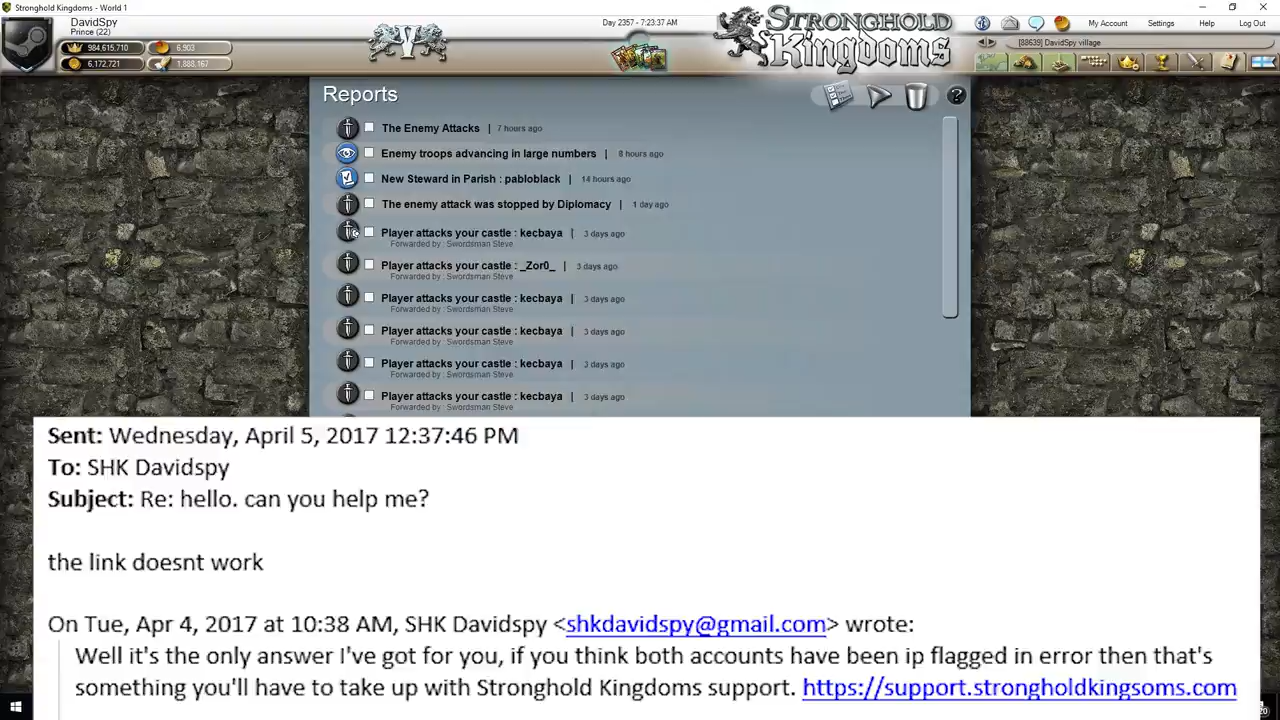 Stronghold Kingdoms - World 1
DavidSpy
Prince (22)
984,615,710
6,903
6,172,721
1,888,167
Day 2357 - 7:23:37 AM
STRONGHOLD
Kingdoms
My Account
Settings
Help
Log Out
[88639] DavidSpy village
Reports
The Enemy Attacks | 7 hours ago
Enemy troops advancing in large numbers | 8 hours ago
New Steward in Parish : pabloblack | 14 hours ago
The enemy attack was stopped by Diplomacy | 1 day ago
Player attacks your castle : kecbaya | 3 days ago
Forwarded by : Swordsman Steve
Player attacks your castle : _Zor0_ | 3 days ago
Forwarded by : Swordsman Steve
Player attacks your castle : kecbaya | 3 days ago
Forwarded by : Swordsman Steve
Player attacks your castle : kecbaya | 3 days ago
Forwarded by : Swordsman Steve
Player attacks your castle : kecbaya | 3 days ago
Forwarded by : Swordsman Steve
Player attacks your castle : kecbaya | 3 days ago
Forwarded by : Swordsman Steve
Sent: Wednesday, April 5, 2017 12:37:46 PM
To: SHK Davidspy
Subject: Re: hello. can you help me?
the link doesnt work
On Tue, Apr 4, 2017 at 10:38 AM, SHK Davidspy <shkdavidspy@gmail.com> wrote:
Well it's the only answer I've got for you, if you think both accounts have been ip flagged in error then that's
something you'll have to take up with Stronghold Kingdoms support. https://support.strongholdkingsoms.com